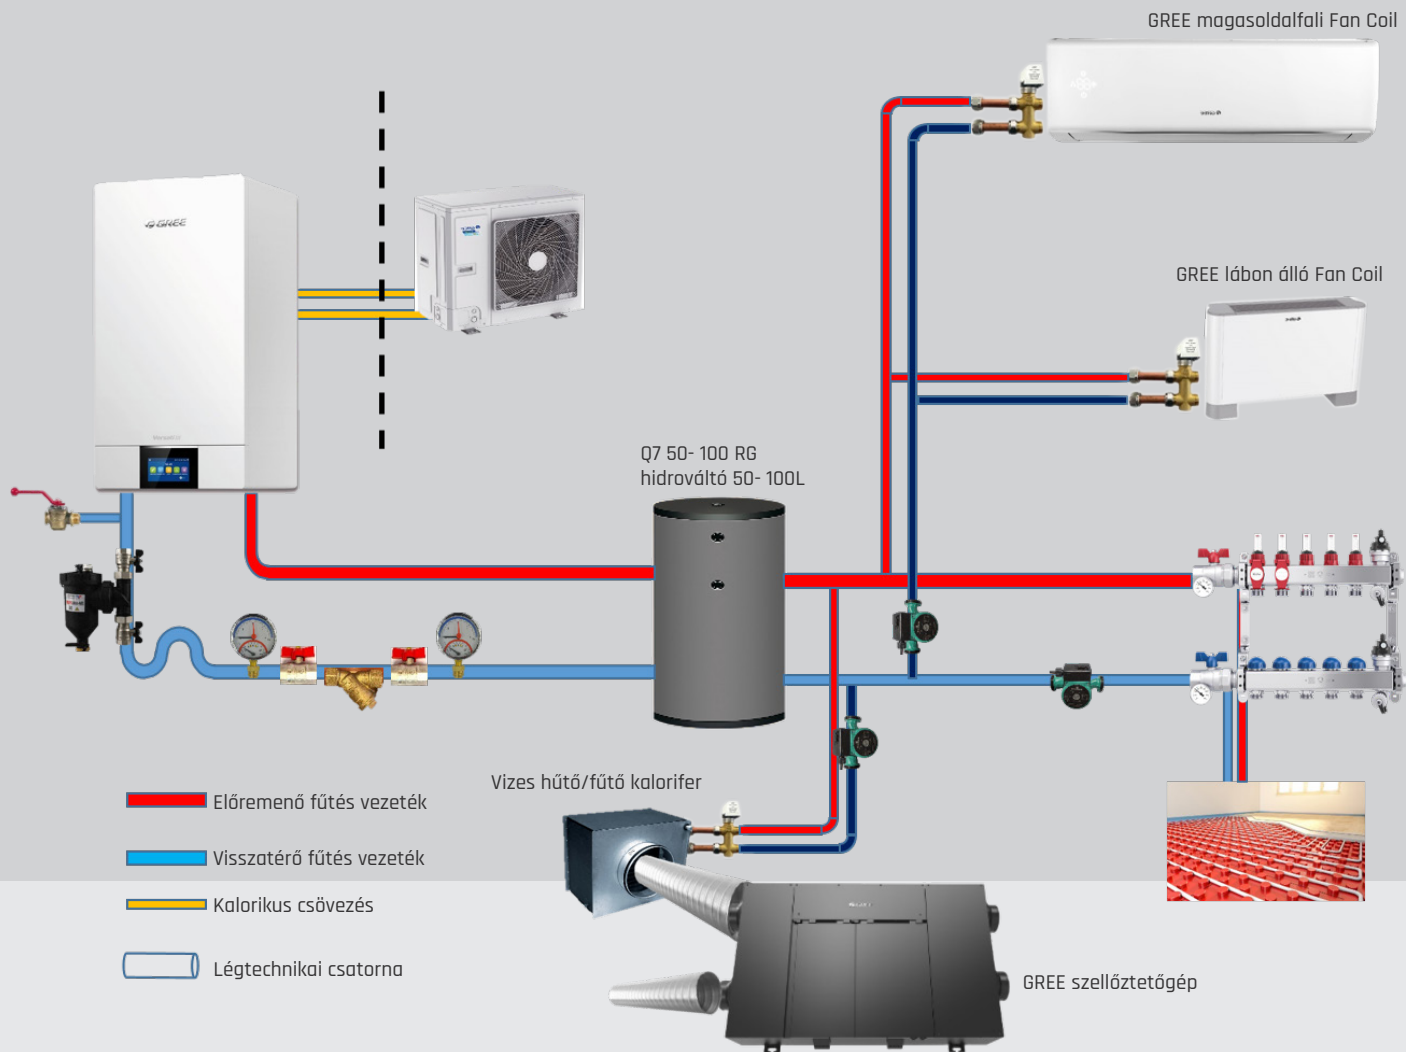 GREE magasoldalfali Fan Coil
GREE
GREE lábon álló Fan Coil
Q7 50- 100 RG
hidrováltó 50- 100L
Vizes hűtő/fűtő kalorifer
Előremenő fűtés vezeték
Visszatérő fűtés vezeték
Kalorikus csövezés
Légtechnikai csatorna
GREE szellőztetőgép